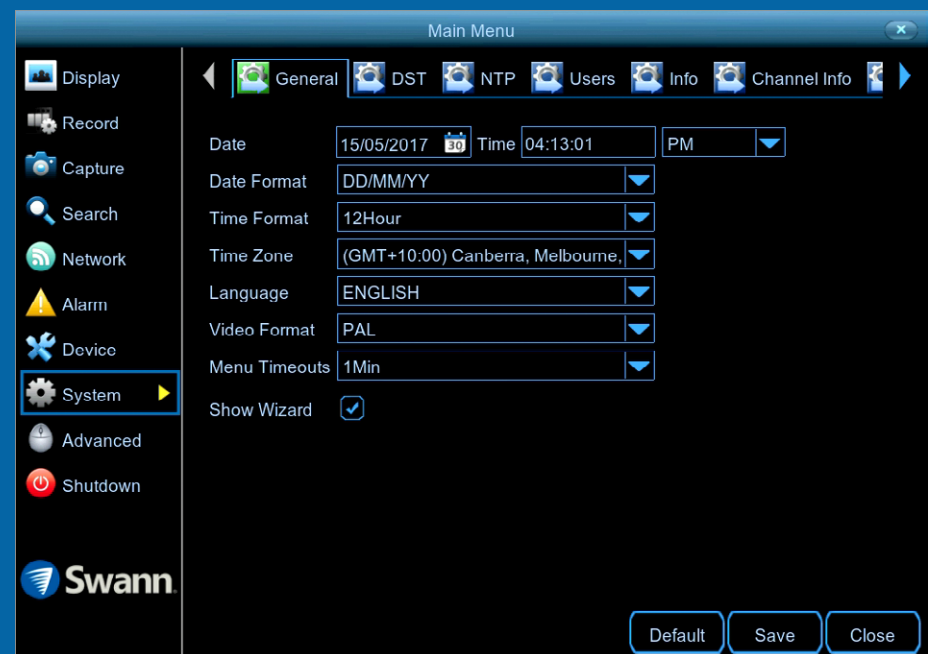 Main Menu
Display
Record
Capture
Search
Network
Alarm
Device
System
Advanced
Shutdown
Swann
General DST NTP Users Info Channel Info
Date 15/05/2017 30 Time 04:13:01 PM
Date Format DD/MM/YY
Time Format 12Hour
Time Zone (GMT+10:00) Canberra, Melbourne,
Language ENGLISH
Video Format PAL
Menu Timeouts 1Min
Show Wizard
Default Save Close